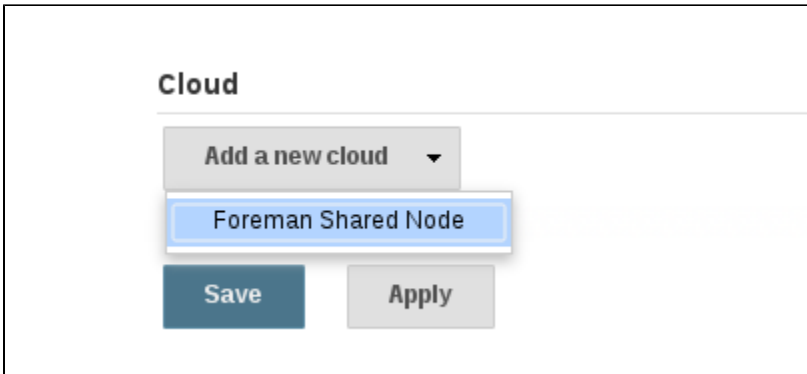 Cloud
Add a new cloud
Foreman Shared Node
Save Apply